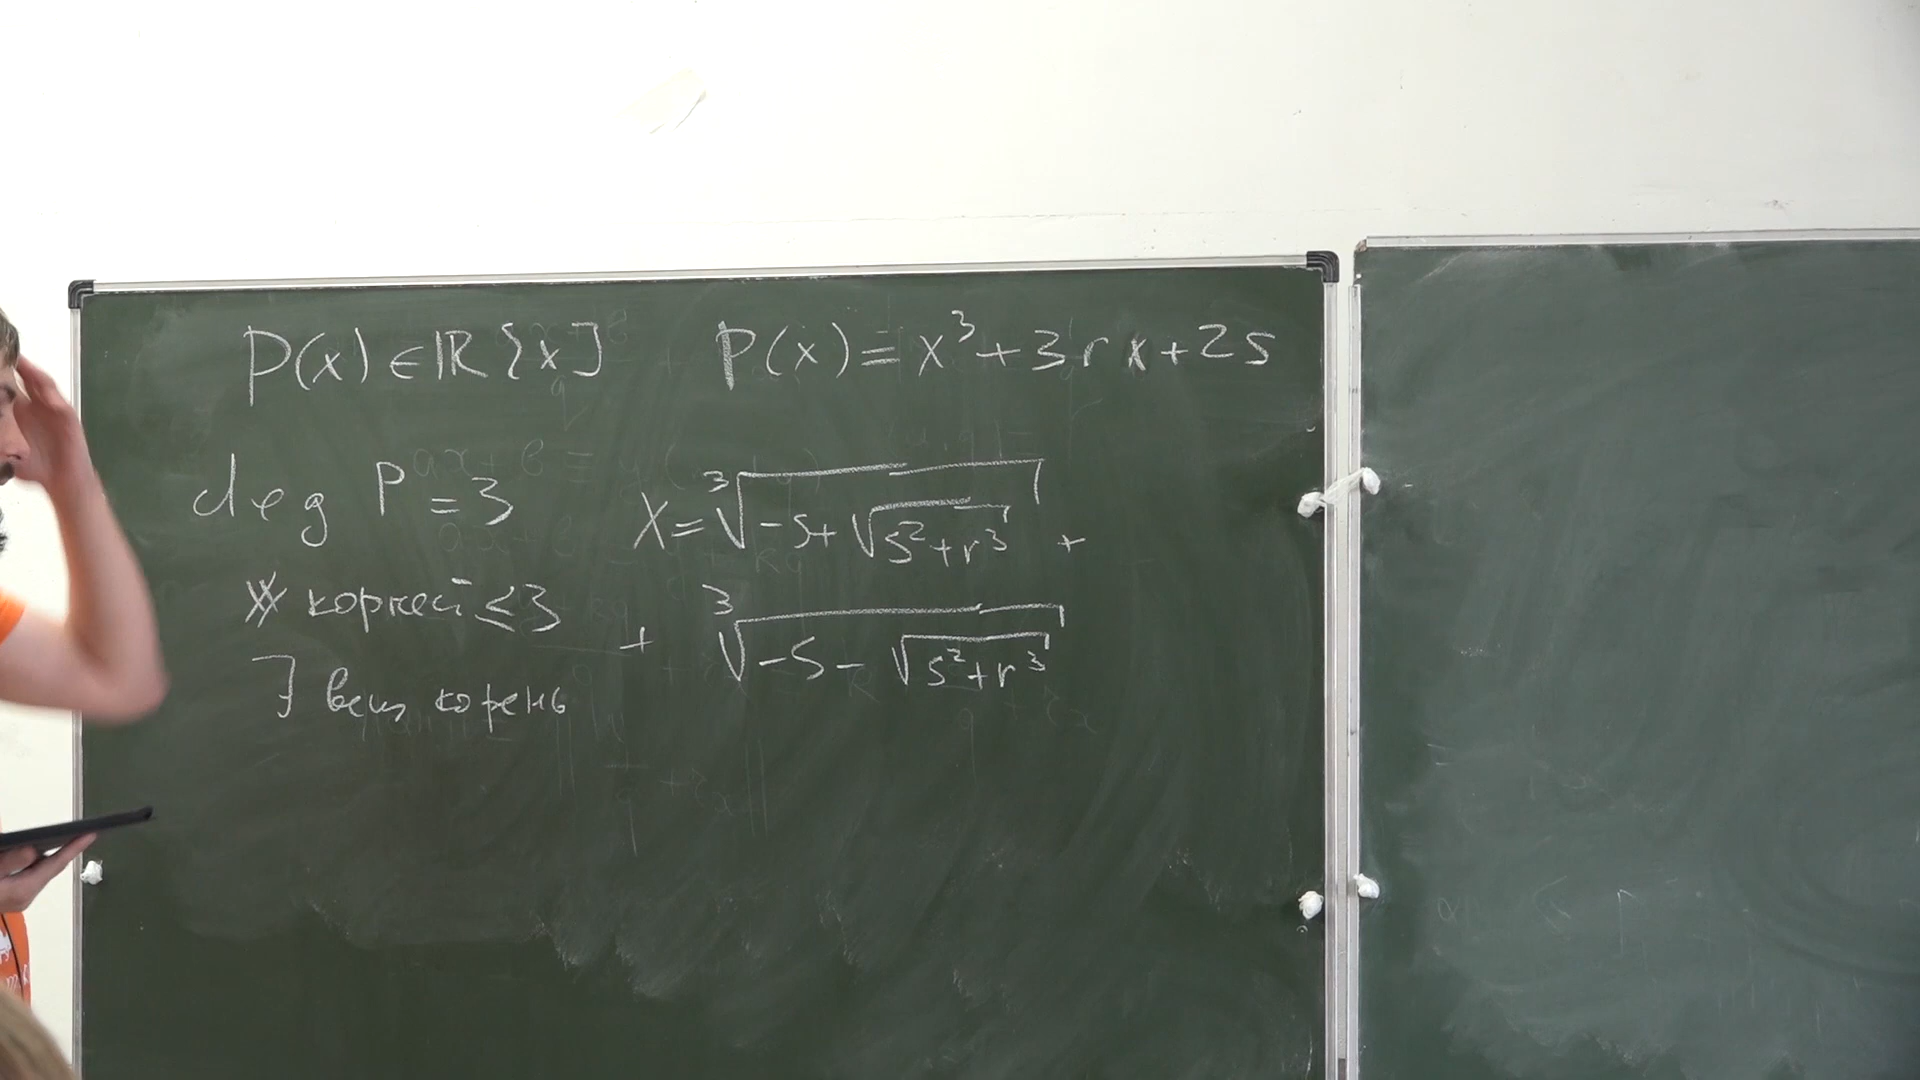 P(x) ∈ ℝ{x]
P(x) = x³ + 3rx + 2s
deg P = 3
# корней ≤ 3
∃ вещ корень
x = ∛(-s + √(s² + r³)) +
+ ∛(-s - √(s² + r³))